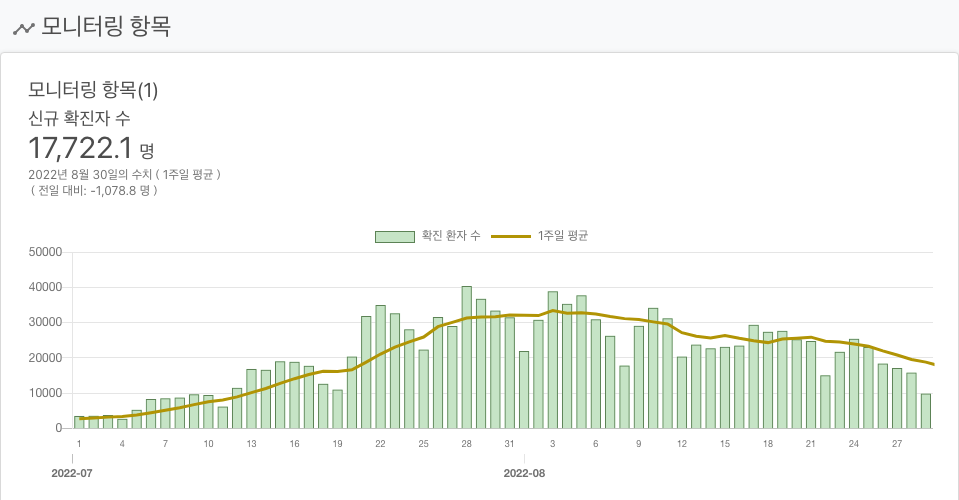 모니터링 항목
모니터링 항목(1)
신규 확진자 수
17,722.1 명
2022년 8월 30일의 수치 ( 1주일 평균 )
( 전일 대비: -1,078.8 명 )
확진 환자 수 1주일 평균
50000
40000
30000
20000
10000
0
1 4 7 10 13 16 19 22 25 28 31 3 6 9 12 15 18 21 24 27
2022-07 2022-08